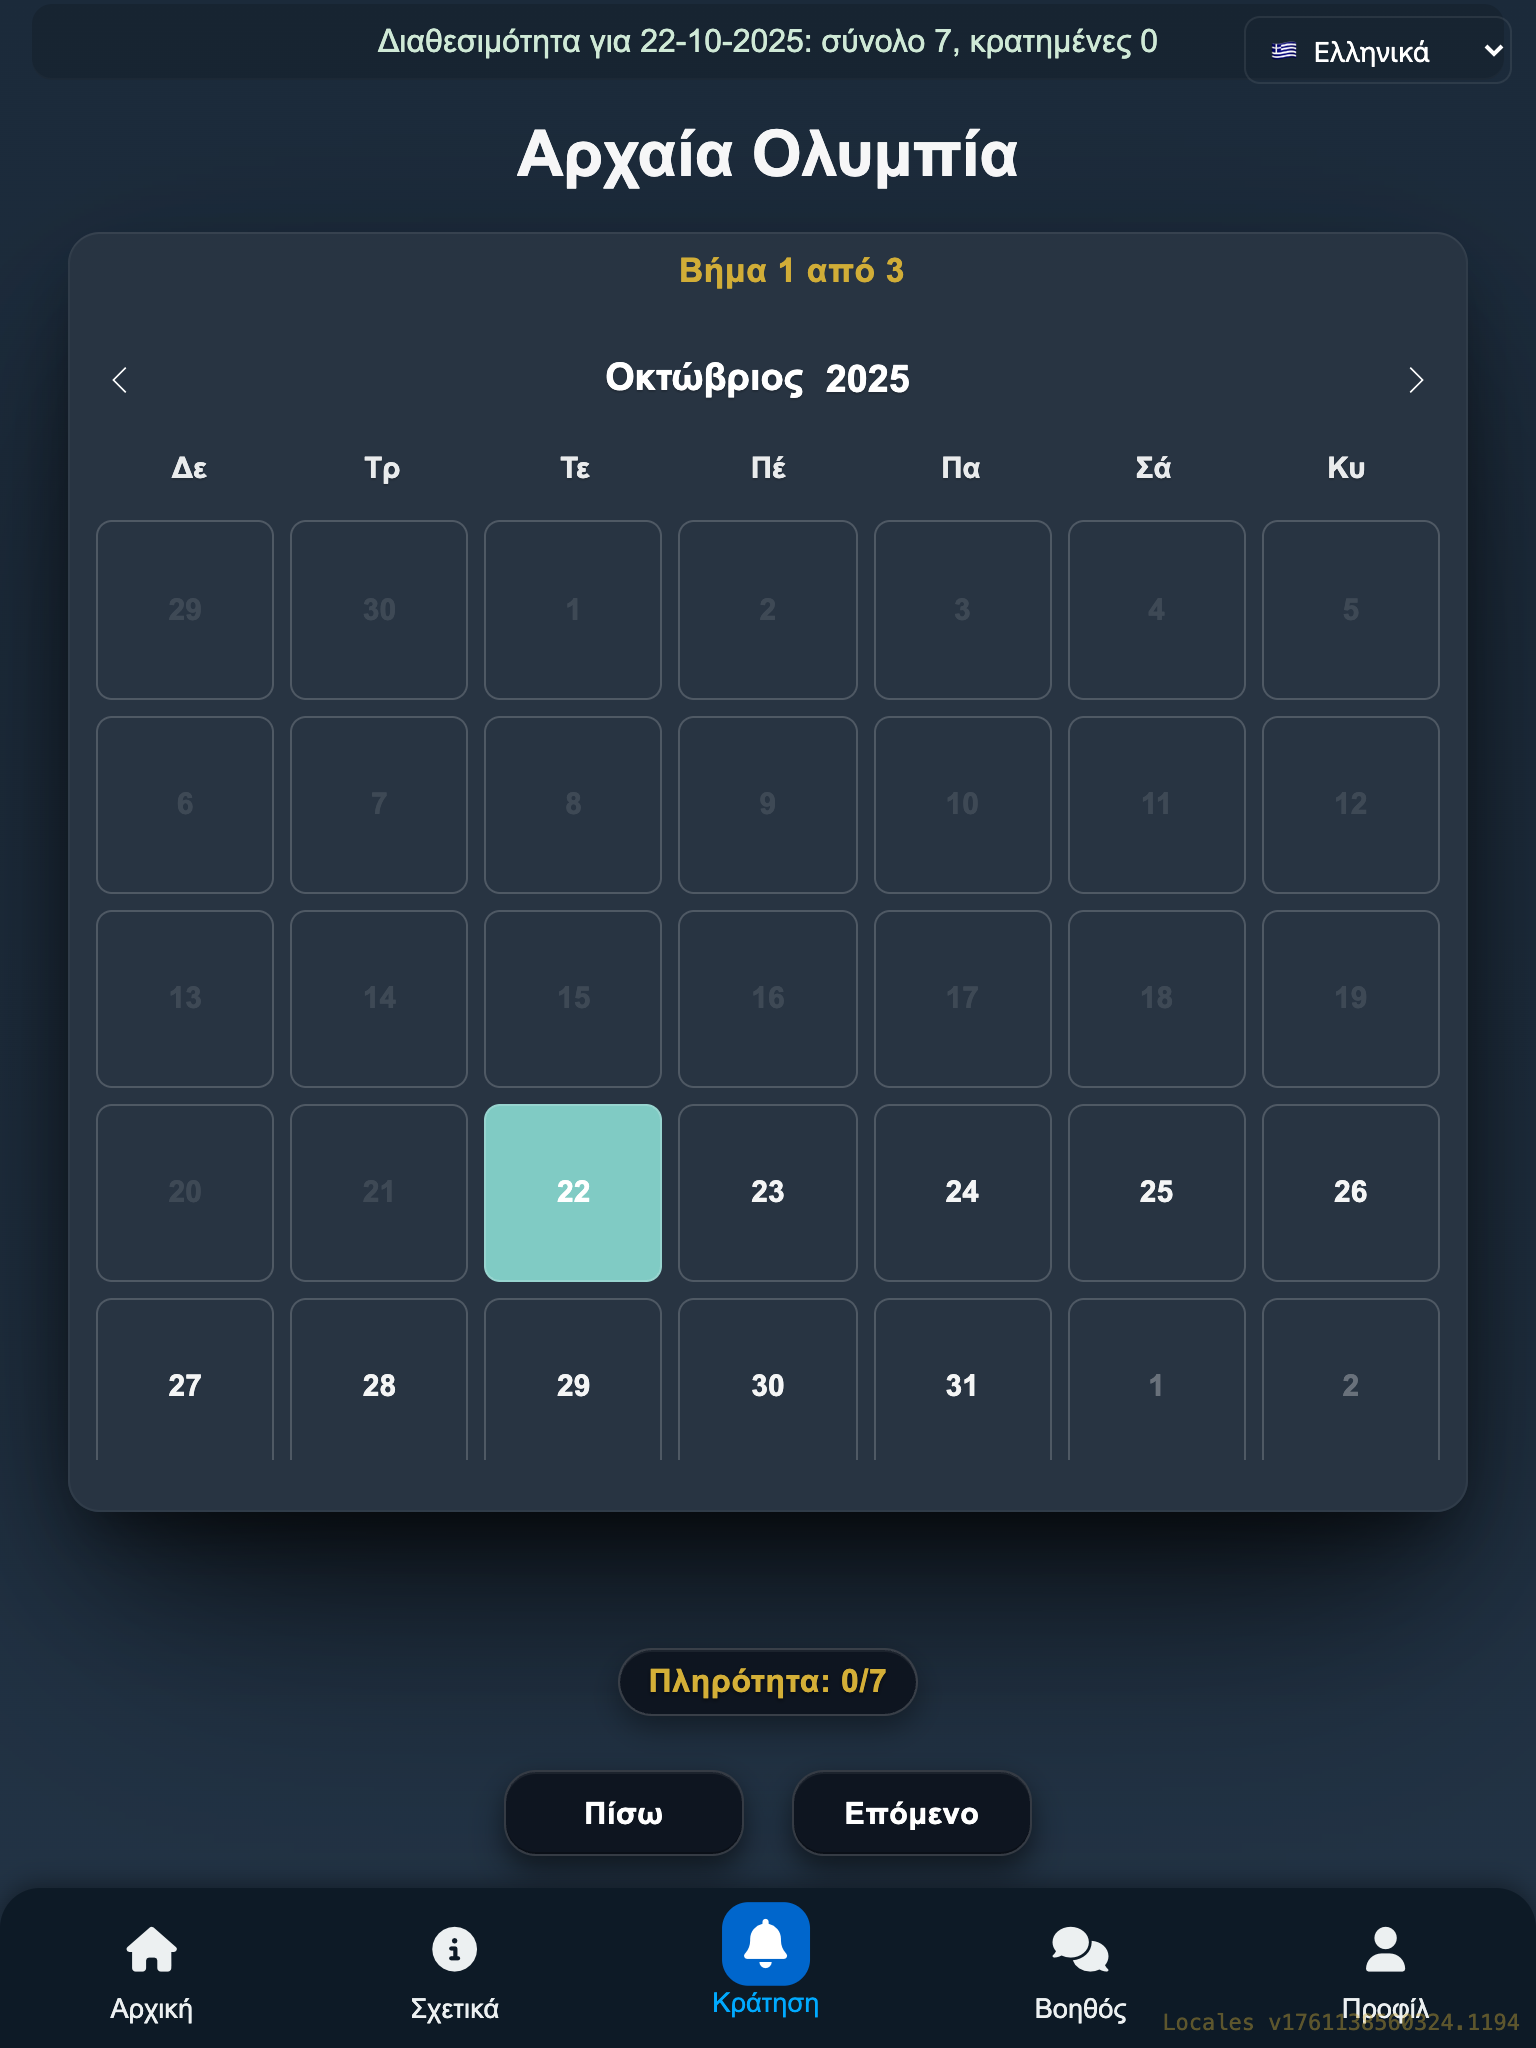 Διαθεσιμότητα για 22-10-2025: σύνολο 7, κρατημένες 0
Ελληνικά
Αρχαία Ολυμπία
Βήμα 1 από 3
Οκτώβριος 2025
Δε Τρ Τε Πέ Πα Σά Κυ
29 30 1 2 3 4 5
6 7 8 9 10 11 12
13 14 15 16 17 18 19
20 21 22 23 24 25 26
27 28 29 30 31 1 2
Πληρότητα: 0/7
Πίσω Επόμενο
Αρχική Σχετικά Κράτηση Βοηθός Προφίλ
Locales v1761138560324.1194